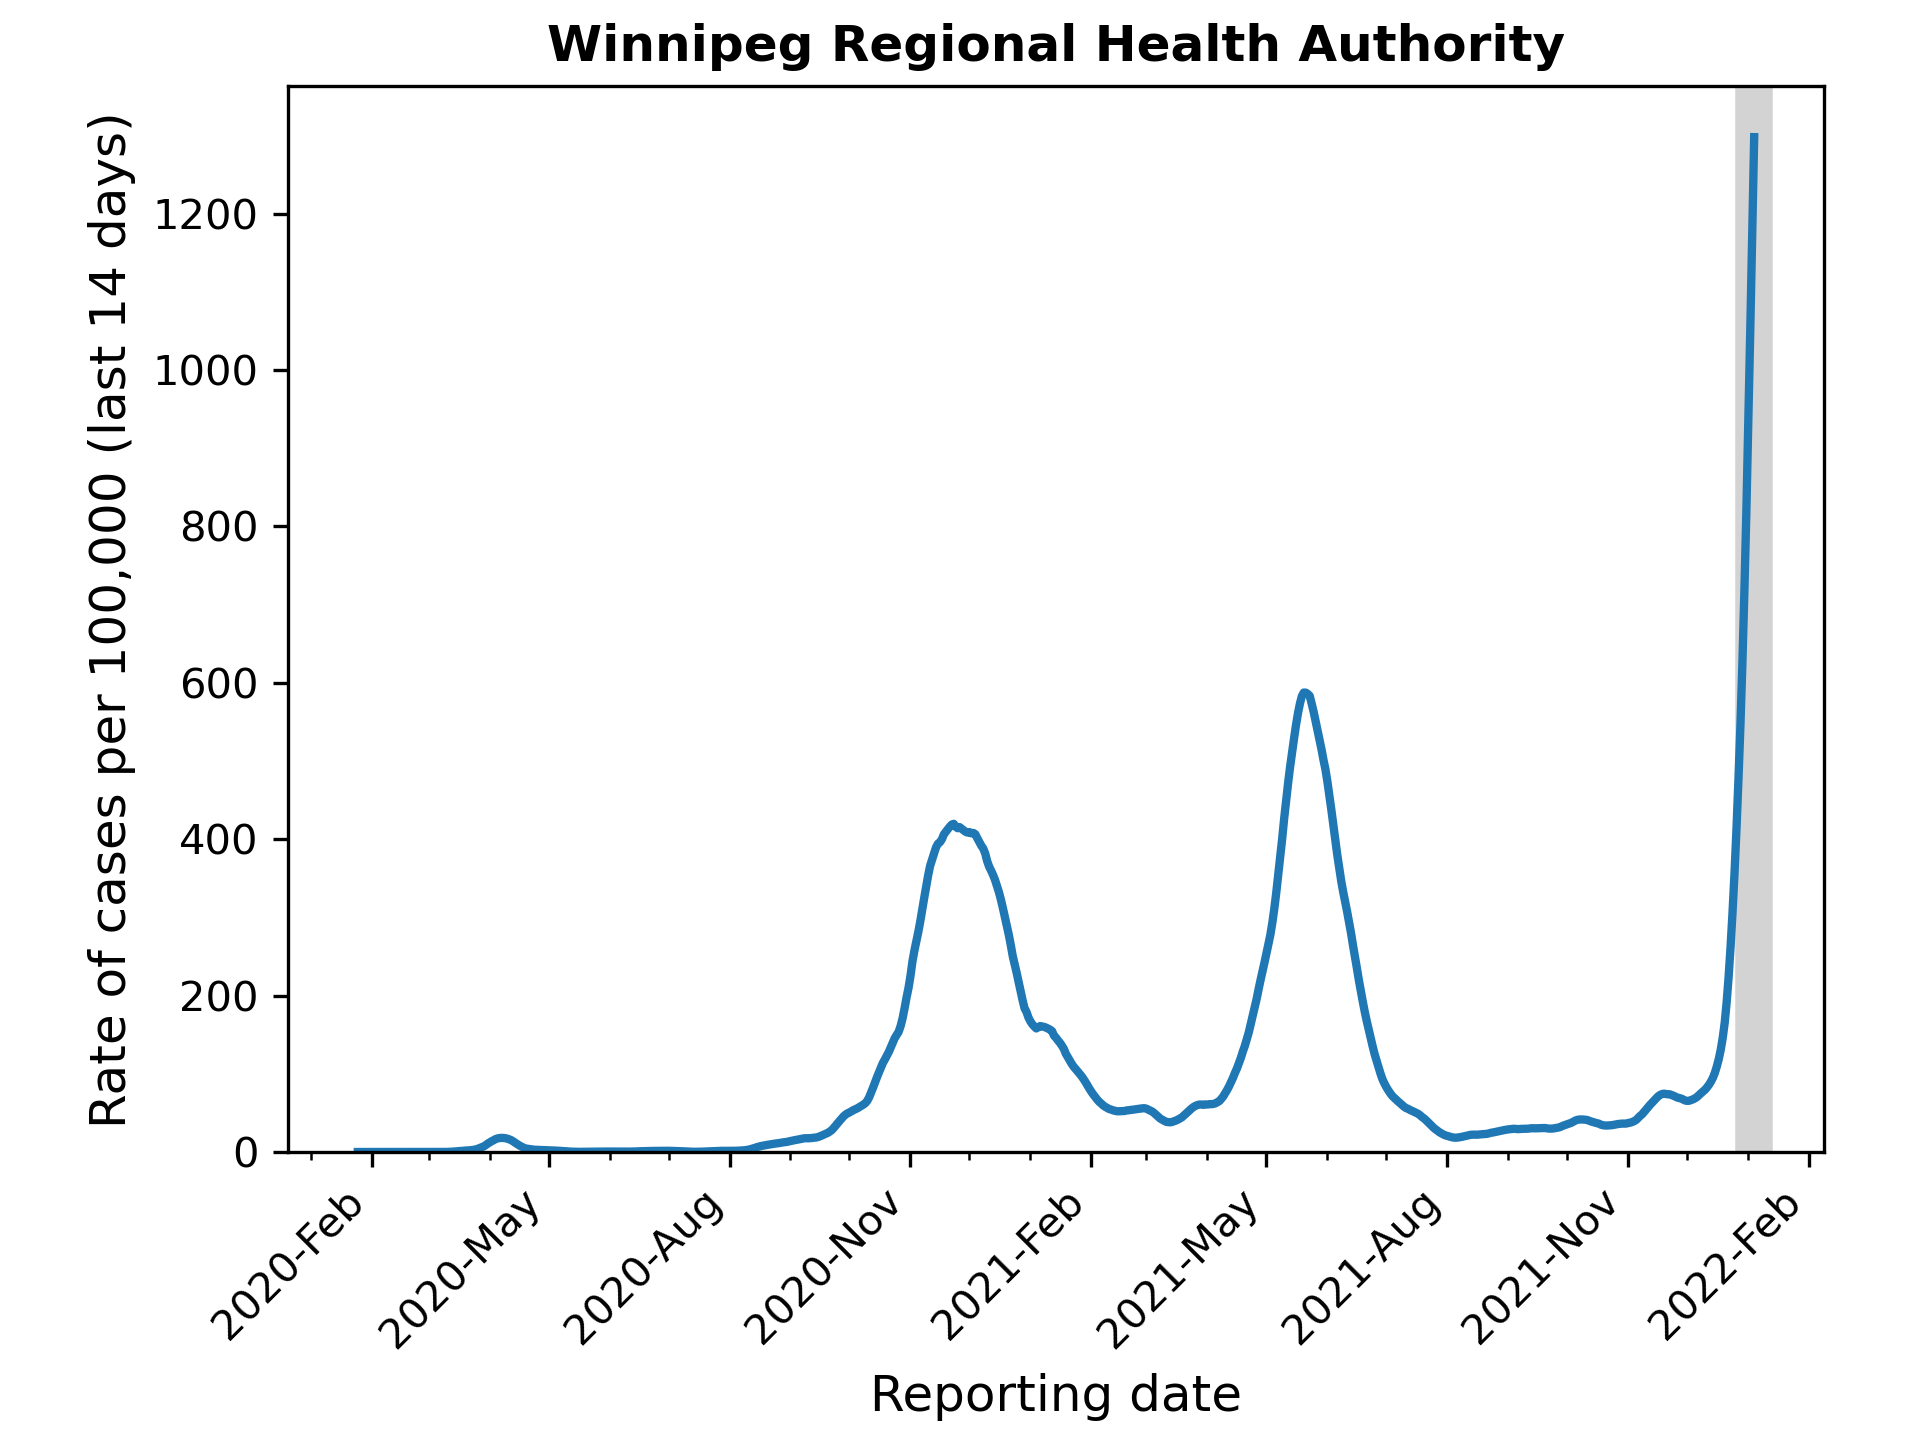 Winnipeg Regional Health Authority
Rate of cases per 100,000 (last 14 days)
1200
1000
800
600
400
200
0
2020-Feb
2020-May
2020-Aug
2020-Nov
2021-Feb
2021-May
2021-Aug
2021-Nov
2022-Feb
Reporting date